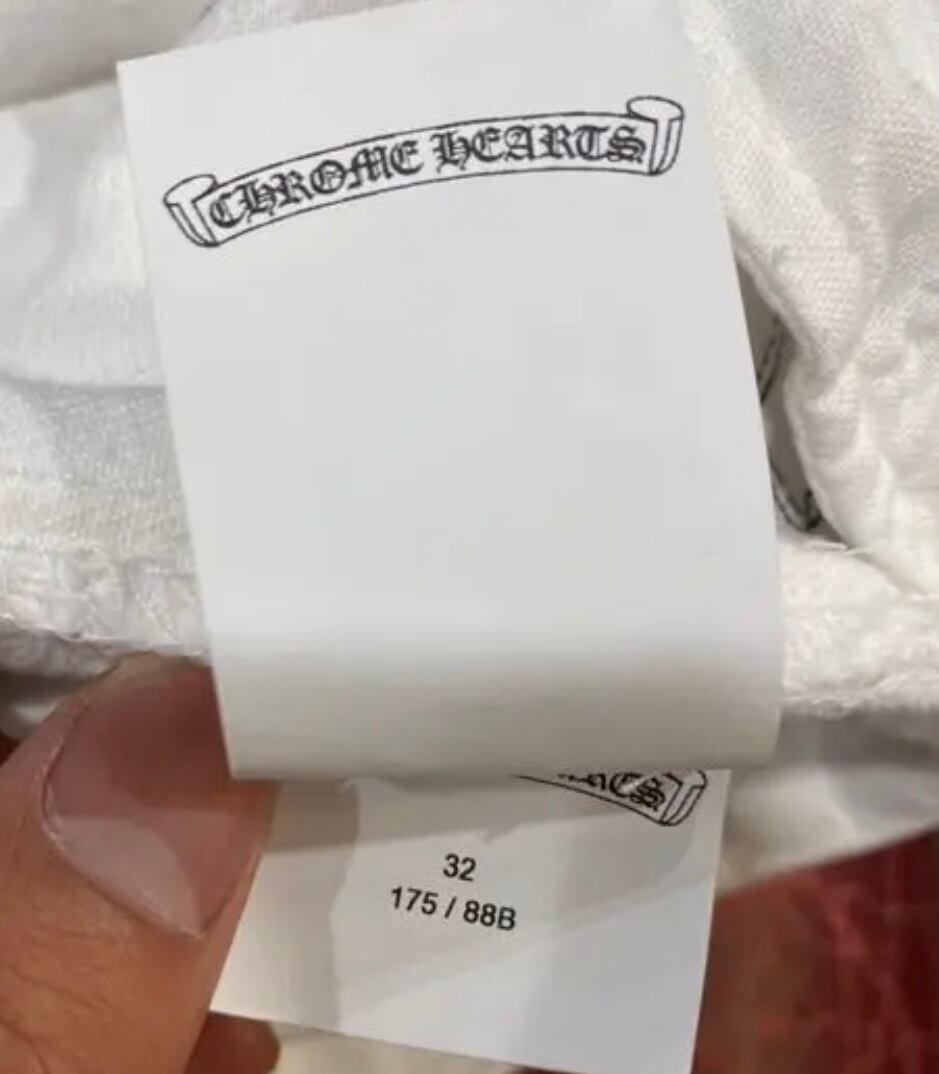 CHROME HEARTS
32
175 / 88B